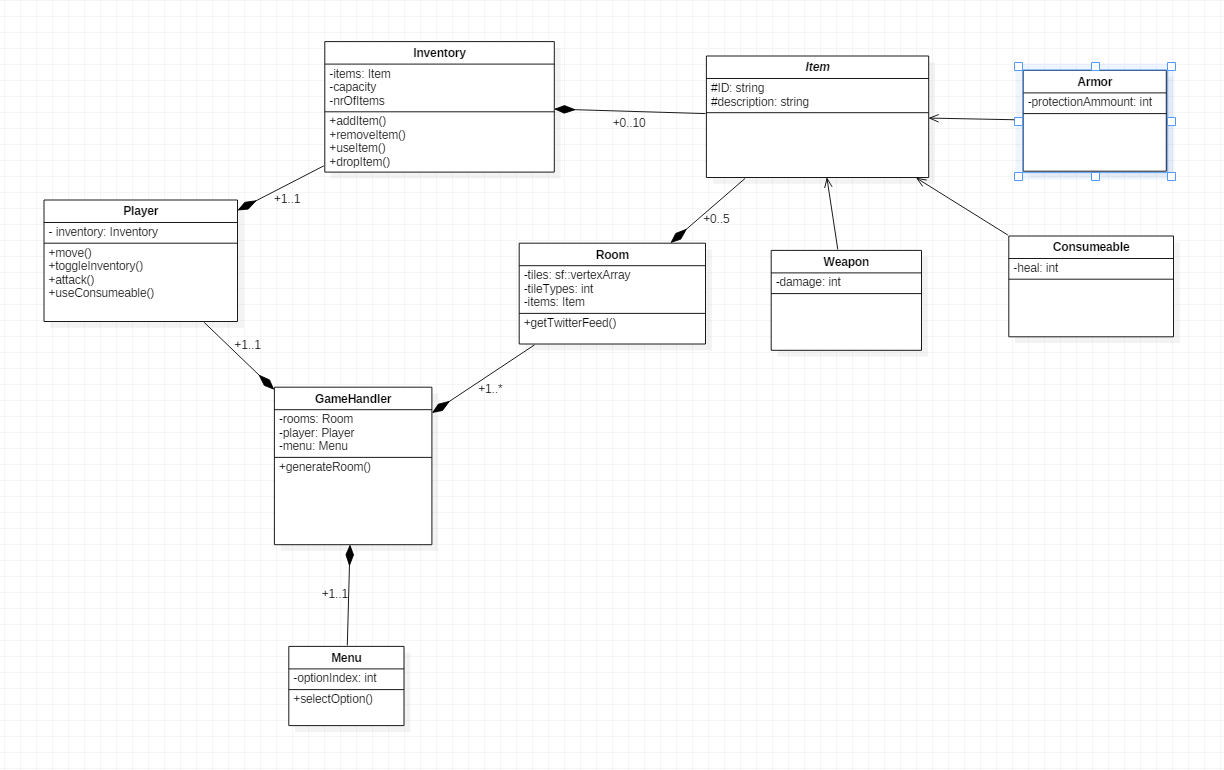 Inventory
-items: Item
-capacity
-nrOfItems
+addItem()
+removeItem()
+useItem()
+dropItem()
+0..10
Item
#ID: string
#description: string
Armor
-protectionAmmount: int
+1..1
Player
- inventory: Inventory
+move()
+toggleInventory()
+attack()
+useConsumeable()
+0..5
Room
-tiles: sf::vertexArray
-tileTypes: int
-items: Item
+getTwitterFeed()
Weapon
-damage: int
Consumeable
-heal: int
+1..1
+1..*
GameHandler
-rooms: Room
-player: Player
-menu: Menu
+generateRoom()
+1..1
Menu
-optionIndex: int
+selectOption()